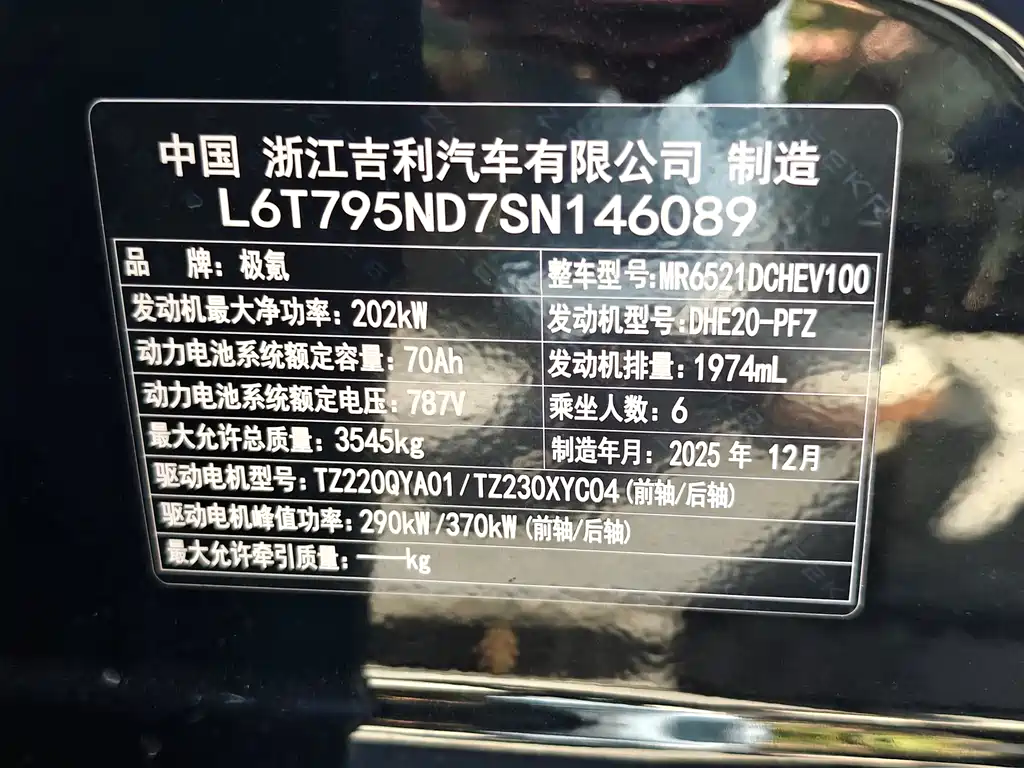 中国 浙江吉利汽车有限公司 制造
L6T795ND7SN146089
品 牌：极氪
整车型号：MR6521DCHEV100
发动机最大净功率：202kW
发动机型号：DHE20-PFZ
动力电池系统额定容量：70Ah
发动机排量：1974mL
动力电池系统额定电压：787V
乘坐人数：6
最大允许总质量：3545kg
制造年月：2025 年 12月
驱动电机型号：TZ220QYA01/TZ230XYC04(前轴/后轴)
驱动电机峰值功率：290kW/370kW(前轴/后轴)
最大允许牵引质量：——kg